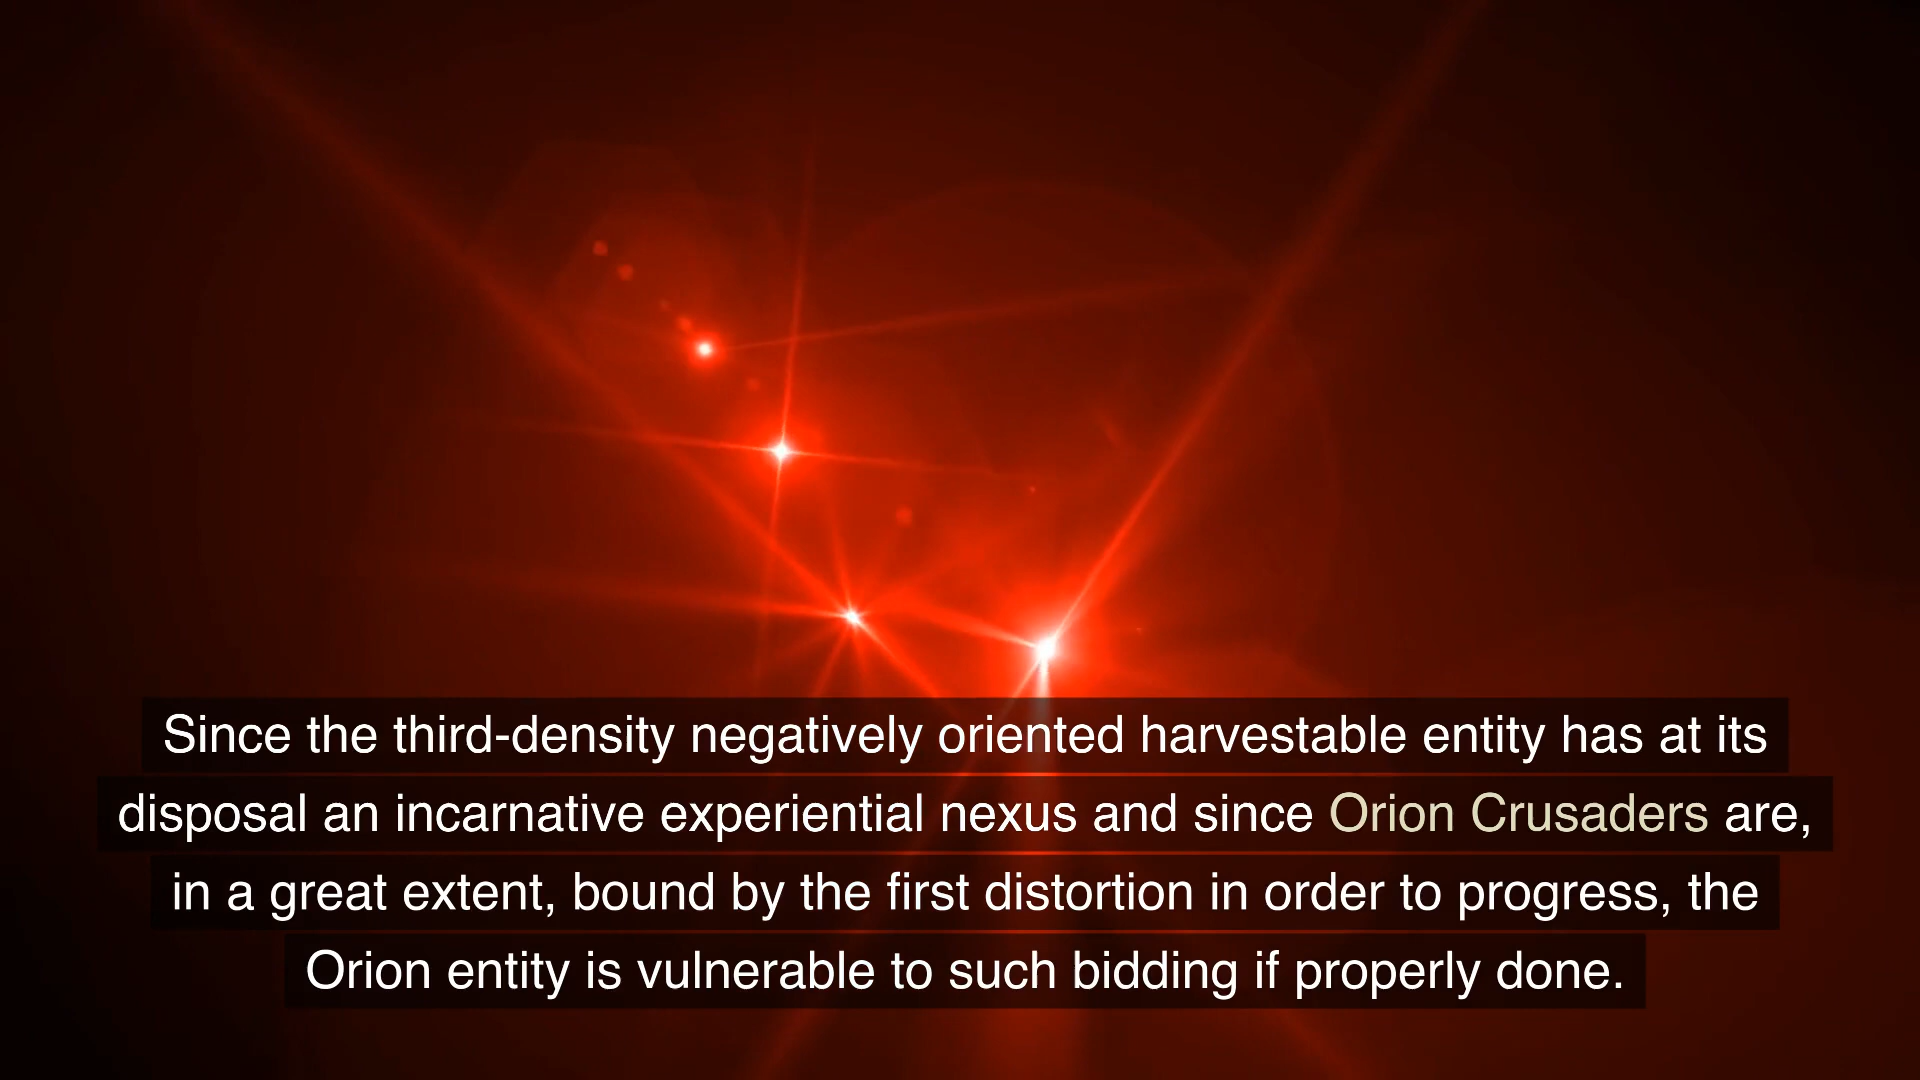 Since the third-density negatively oriented harvestable entity has at its
disposal an incarnative experiential nexus and since Orion Crusaders are,
in a great extent, bound by the first distortion in order to progress, the
Orion entity is vulnerable to such bidding if properly done.